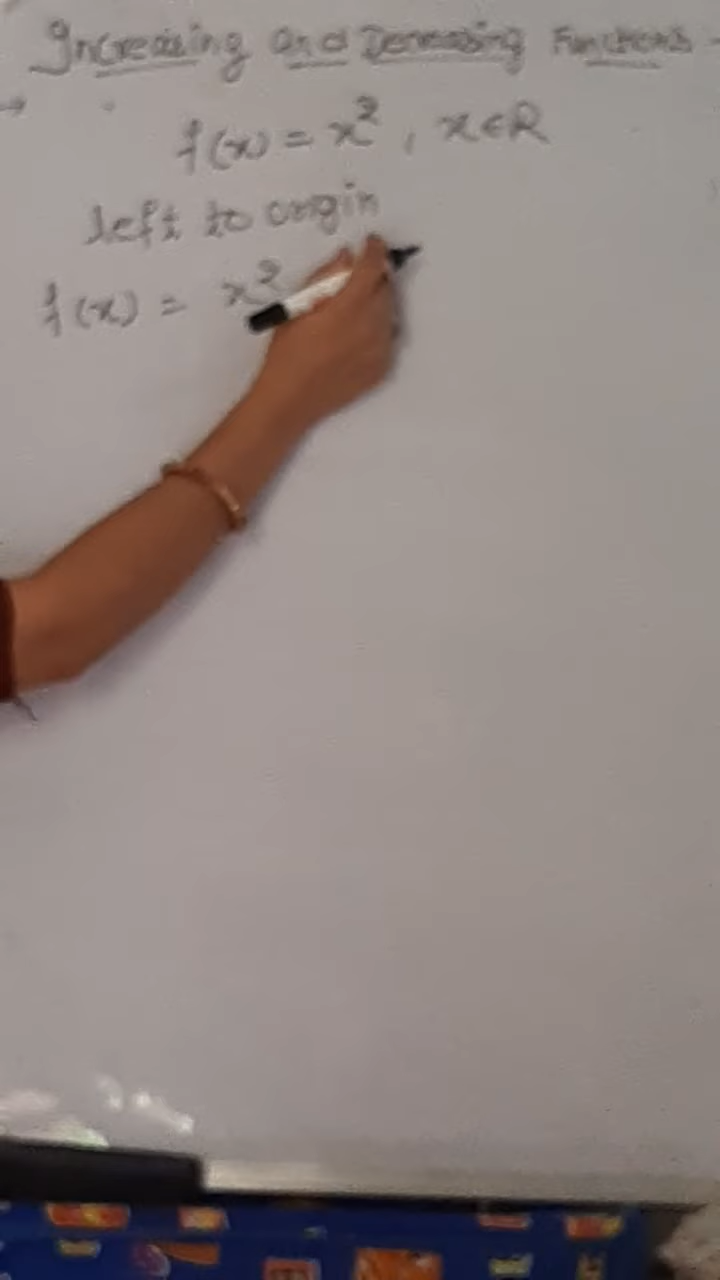 Increasing and Decreasing Functions -
→ f(x) = x², x∈R
left to origin
f(x) = x²